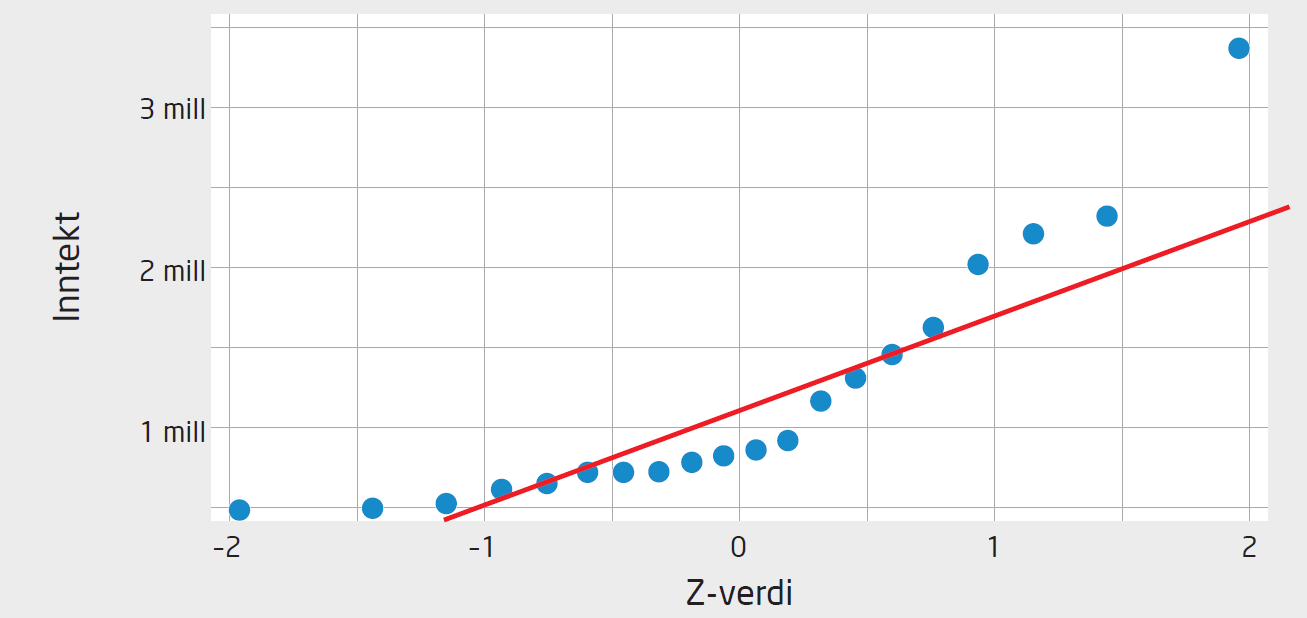 3 mill
2 mill
1 mill
Inntekt
-2
-1
0
1
2
Z-verdi